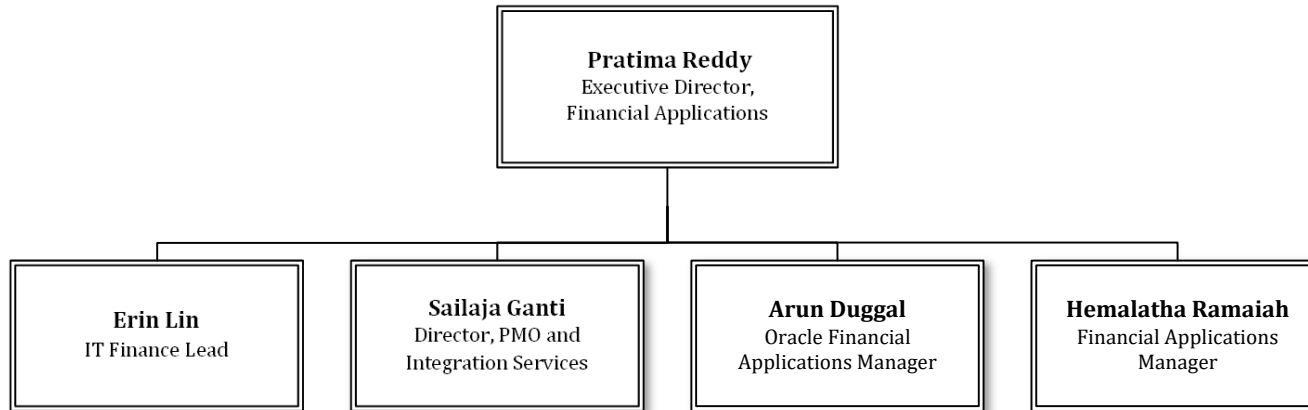 Pratima Reddy
Executive Director,
Financial Applications
Erin Lin
IT Finance Lead
Sailaja Ganti
Director, PMO and
Integration Services
Arun Duggal
Oracle Financial
Applications Manager
Hemalatha Ramaiah
Financial Applications
Manager